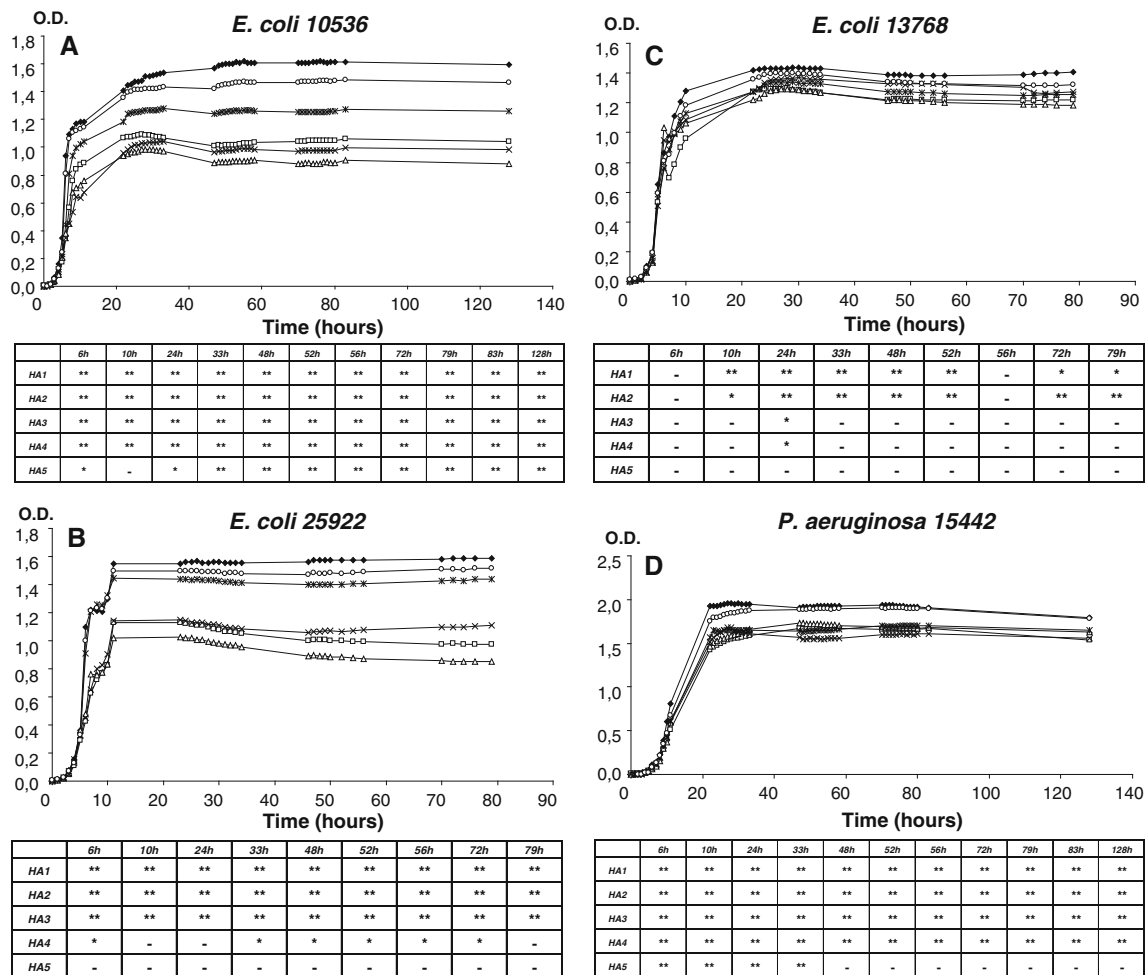 O.D.
E. coli 10536
A
1,8
1,6
1,4
1,2
1,0
0,8
0,6
0,4
0,2
0,0
0 20 40 60 80 100 120 140
Time (hours)
6h 10h 24h 33h 48h 52h 56h 72h 79h 83h 128h
HA1 ** ** ** ** ** ** ** ** ** ** **
HA2 ** ** ** ** ** ** ** ** ** ** **
HA3 ** ** ** ** ** ** ** ** ** ** **
HA4 ** ** ** ** ** ** ** ** ** ** **
HA5 * - * ** ** ** ** ** ** ** **
O.D.
E. coli 13768
C
1,6
1,4
1,2
1,0
0,8
0,6
0,4
0,2
0,0
0 10 20 30 40 50 60 70 80 90
Time (hours)
6h 10h 24h 33h 48h 52h 56h 72h 79h
HA1 - ** ** ** ** ** - * *
HA2 - * ** ** ** ** - ** **
HA3 - - * - - - - - -
HA4 - - * - - - - - -
HA5 - - - - - - - - -
O.D.
E. coli 25922
B
1,8
1,6
1,4
1,2
1,0
0,8
0,6
0,4
0,2
0,0
0 10 20 30 40 50 60 70 80 90
Time (hours)
6h 10h 24h 33h 48h 52h 56h 72h 79h
HA1 ** ** ** ** ** ** ** ** **
HA2 ** ** ** ** ** ** ** ** **
HA3 ** ** ** ** ** ** ** ** **
HA4 * - - * * * * * -
HA5 - - - - - - - - -
O.D.
P. aeruginosa 15442
D
2,5
2,0
1,5
1,0
0,5
0,0
0 20 40 60 80 100 120 140
Time (hours)
6h 10h 24h 33h 48h 52h 56h 72h 79h 83h 128h
HA1 ** ** ** ** ** ** ** ** ** ** **
HA2 ** ** ** ** ** ** ** ** ** ** **
HA3 ** ** ** ** ** ** ** ** ** ** **
HA4 ** ** ** ** ** ** ** ** ** ** **
HA5 ** ** ** ** - - - - - - -